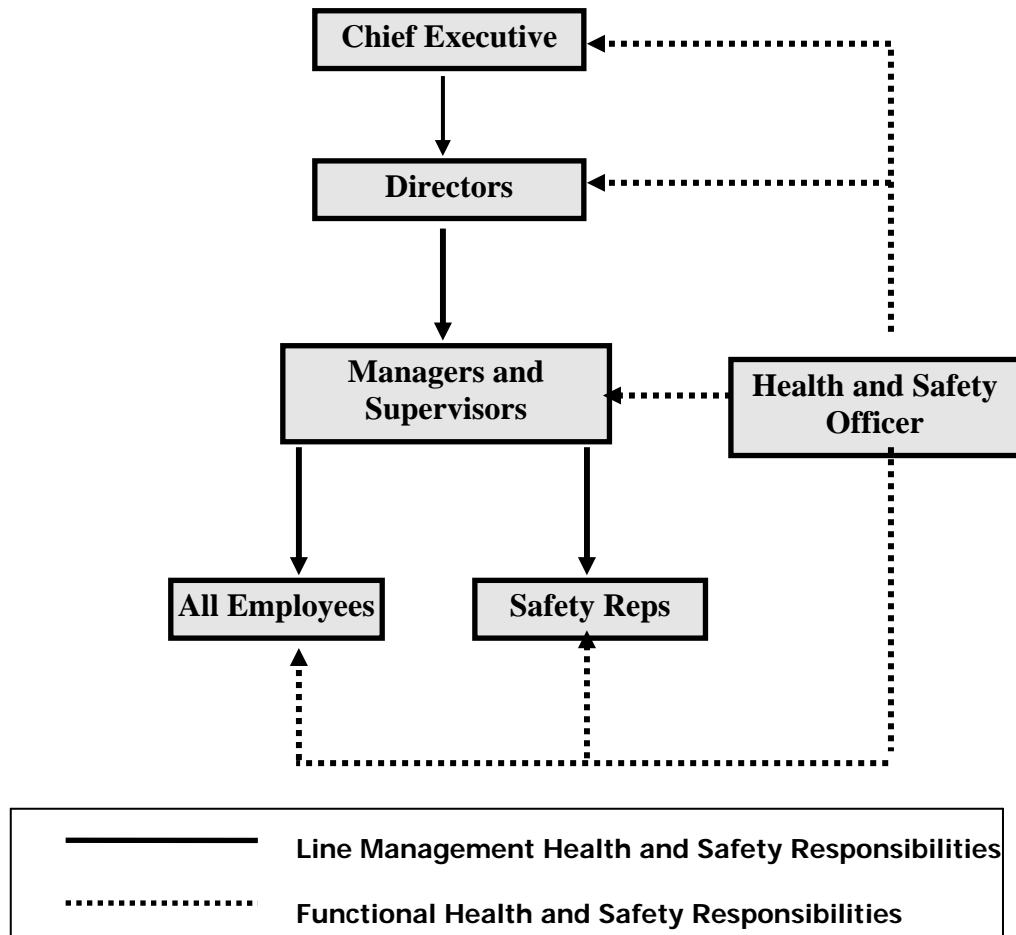 Chief Executive
Directors
Managers and
Supervisors
Health and Safety
Officer
All Employees
Safety Reps
Line Management Health and Safety Responsibilities
Functional Health and Safety Responsibilities